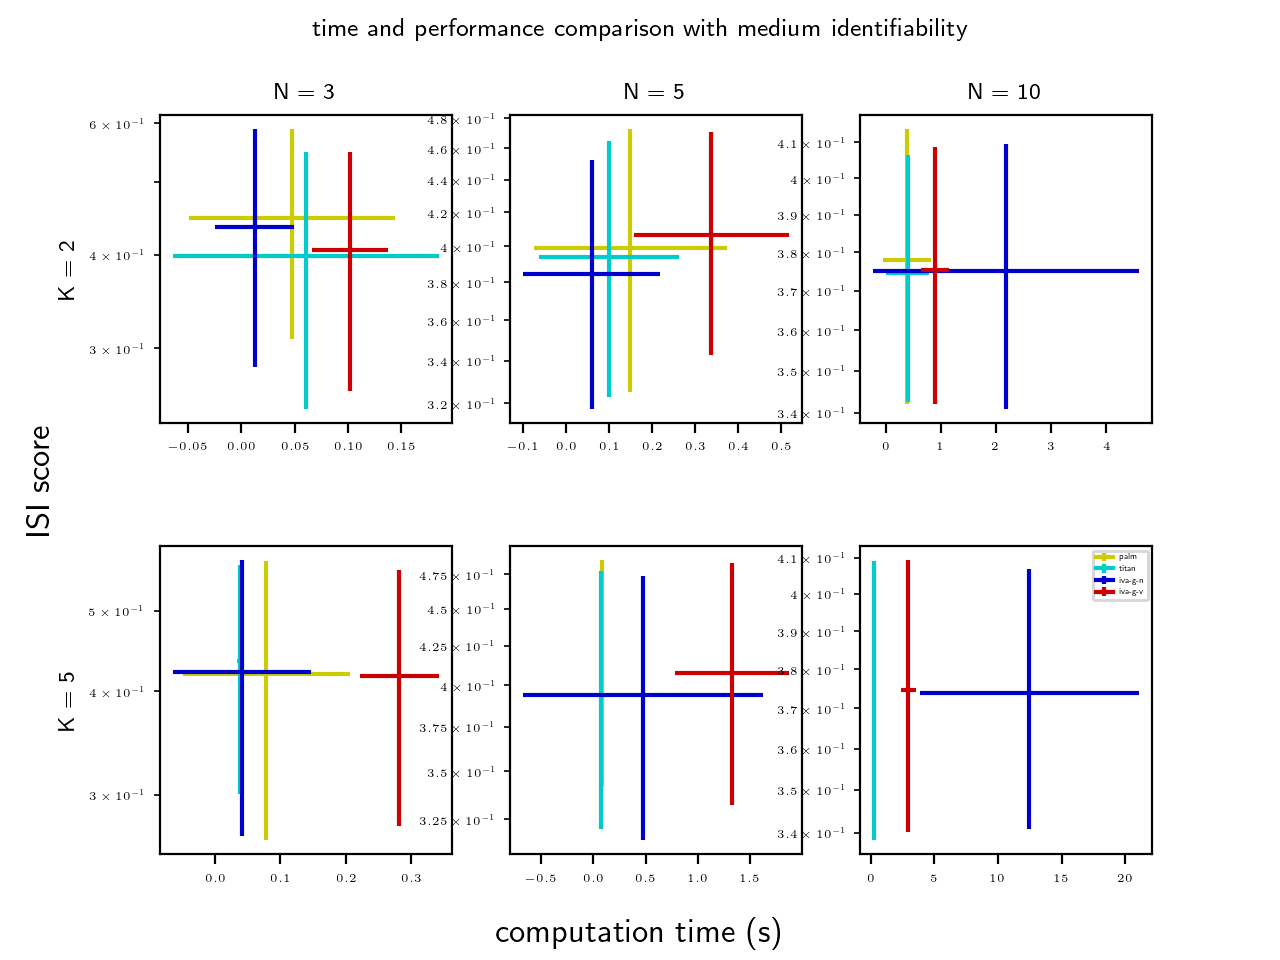 time and performance comparison with medium identifiability
N = 3
N = 5
N = 10
K = 2
6 × 10⁻¹
4 × 10⁻¹
3 × 10⁻¹
−0.05 0.00 0.05 0.10 0.15
4.8 × 10⁻¹
4.6 × 10⁻¹
4.4 × 10⁻¹
4.2 × 10⁻¹
4 × 10⁻¹
3.8 × 10⁻¹
3.6 × 10⁻¹
3.4 × 10⁻¹
3.2 × 10⁻¹
−0.1 0.0 0.1 0.2 0.3 0.4 0.5
4.1 × 10⁻¹
4 × 10⁻¹
3.9 × 10⁻¹
3.8 × 10⁻¹
3.7 × 10⁻¹
3.6 × 10⁻¹
3.5 × 10⁻¹
3.4 × 10⁻¹
0 1 2 3 4
ISI score
K = 5
5 × 10⁻¹
4 × 10⁻¹
3 × 10⁻¹
0.0 0.1 0.2 0.3
4.75 × 10⁻¹
4.5 × 10⁻¹
4.25 × 10⁻¹
4 × 10⁻¹
3.75 × 10⁻¹
3.5 × 10⁻¹
3.25 × 10⁻¹
−0.5 0.0 0.5 1.0 1.5
4.1 × 10⁻¹
4 × 10⁻¹
3.9 × 10⁻¹
3.8 × 10⁻¹
3.7 × 10⁻¹
3.6 × 10⁻¹
3.5 × 10⁻¹
3.4 × 10⁻¹
0 5 10 15 20
palm
titan
iva-g-n
iva-g-v
computation time (s)